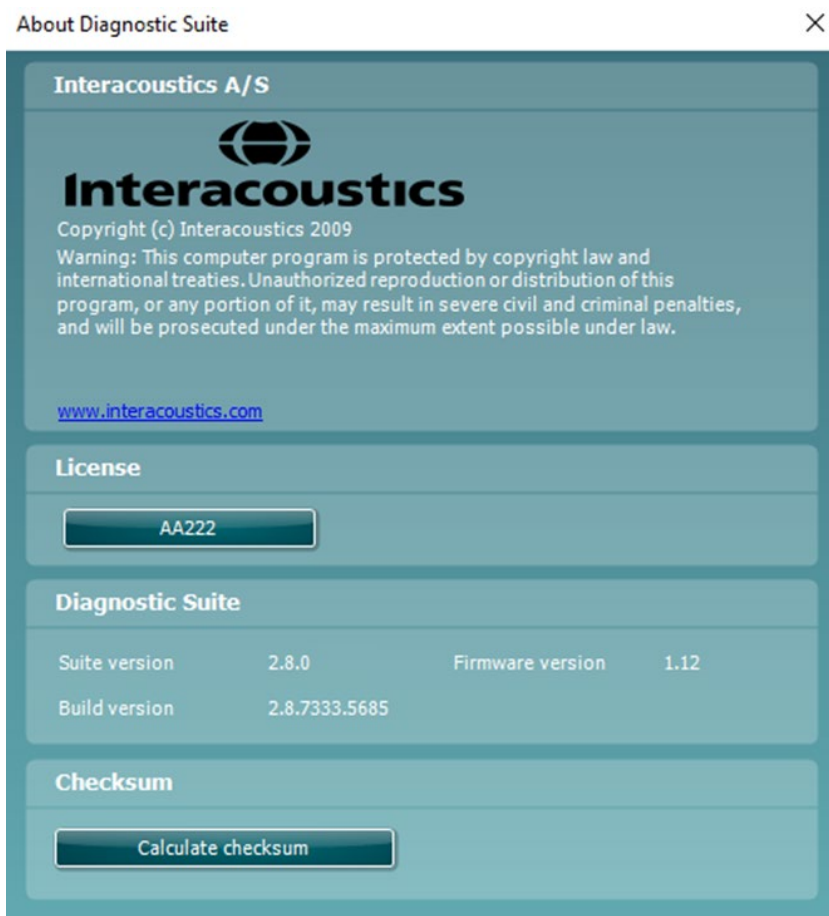 About Diagnostic Suite
Interacoustics A/S
Interacoustics
Copyright (c) Interacoustics 2009
Warning: This computer program is protected by copyright law and
international treaties. Unauthorized reproduction or distribution of this
program, or any portion of it, may result in severe civil and criminal penalties,
and will be prosecuted under the maximum extent possible under law.
www.interacoustics.com
License
AA222
Diagnostic Suite
Suite version 2.8.0 Firmware version 1.12
Build version 2.8.7333.5685
Checksum
Calculate checksum